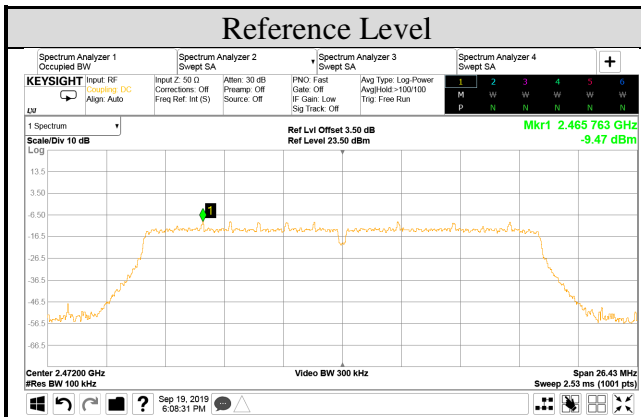 Reference Level
Spectrum Analyzer 1
Occupied BW
Spectrum Analyzer 2
Swept SA
Spectrum Analyzer 3
Swept SA
Spectrum Analyzer 4
Swept SA
+
KEYSIGHT
Input: RF
Coupling: DC
Align: Auto
Input Z: 50 Ω
Corrections: Off
Freq Ref: Int (S)
Atten: 30 dB
Preamp: Off
Source: Off
PNO: Fast
Gate: Off
IF Gain: Low
Sig Track: Off
Avg Type: Log-Power
Avg|Hold:>100/100
Trig: Free Run
1 2 3 4 5 6
M W W W W W
P N N N N N
LXI
1 Spectrum
Scale/Div 10 dB
Ref Lvl Offset 3.50 dB
Ref Level 23.50 dBm
Mkr1 2.465 763 GHz
-9.47 dBm
Log
13.5
3.50
-6.50
-16.5
-26.5
-36.5
-46.5
-56.5
-66.5
1
Center 2.47200 GHz
#Res BW 100 kHz
Video BW 300 kHz
Span 26.43 MHz
Sweep 2.53 ms (1001 pts)
?
Sep 19, 2019
6:08:31 PM